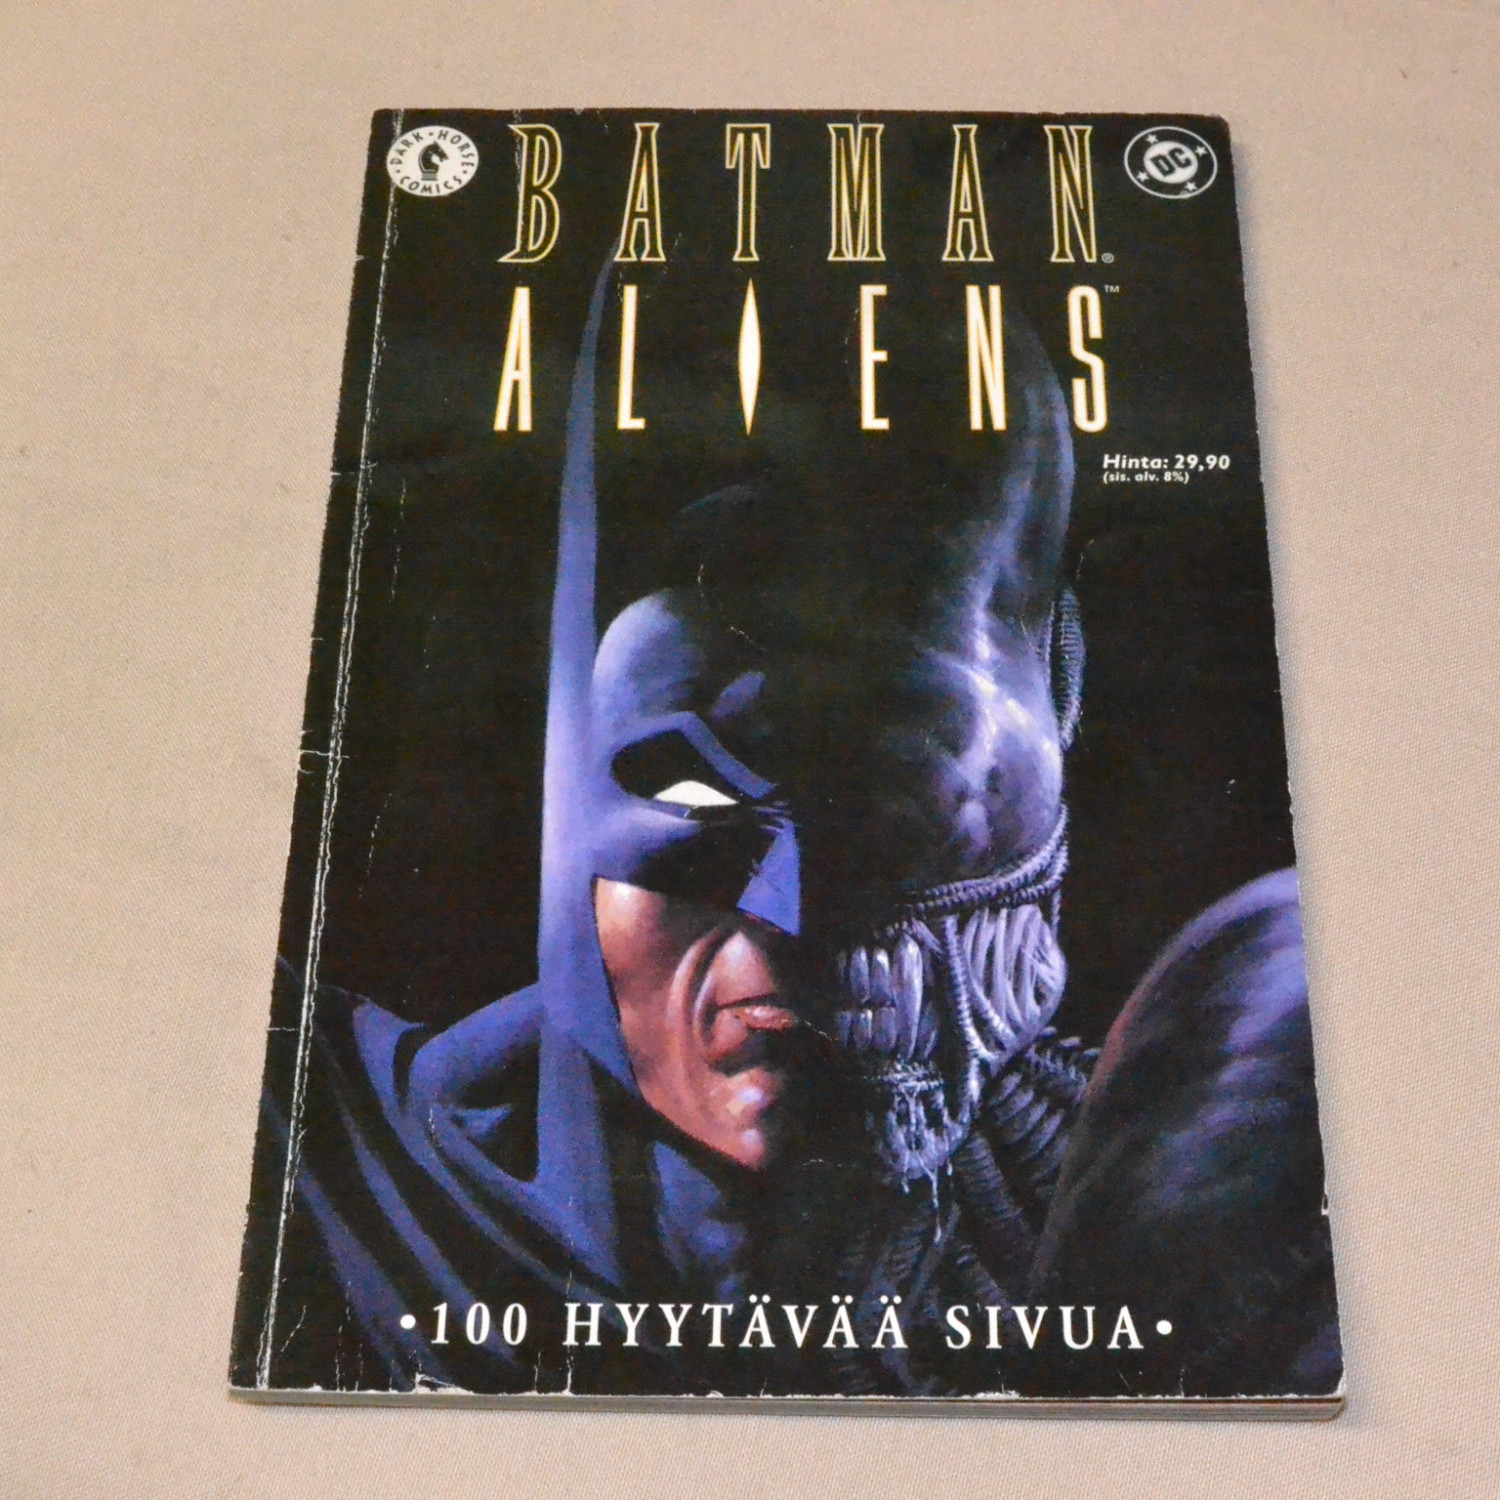 DARK · HORSE
· COMICS ·
DC
BATMAN®
ALIENS™
Hinta: 29,90
(sis. alv. 8%)
• 100 HYYTÄVÄÄ SIVUA •